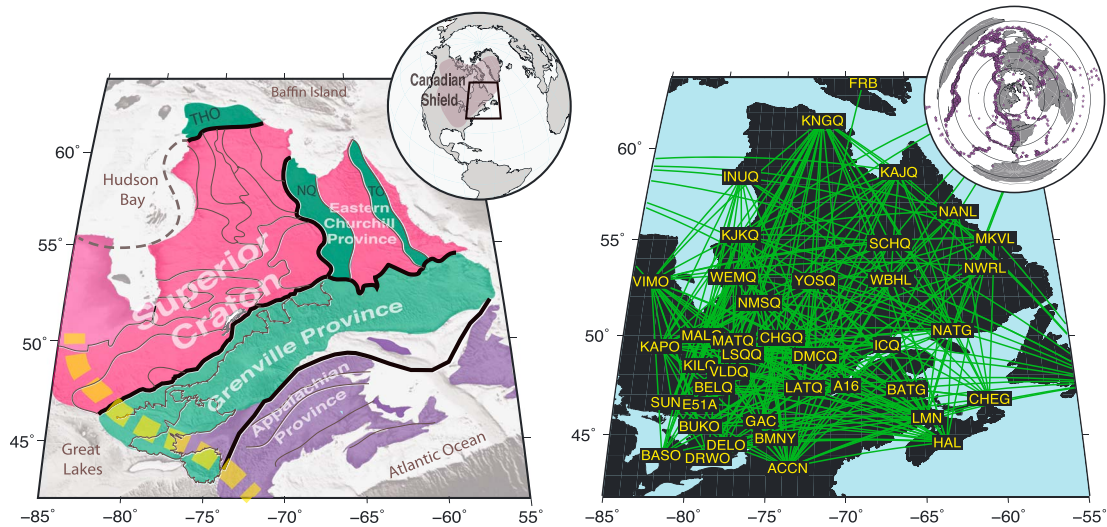 Canadian
Shield
Baffin Island
THO
60°
Hudson
Bay
NQ
TO
Eastern
Churchill
Province
55°
Superior
Craton
50°
Grenville Province
Appalachian
Province
45°
Great
Lakes
Atlantic Ocean
−85° −80° −75° −70° −65° −60° −55°
FRB
KNGQ
60°
INUQ
KAJQ
NANL
KJKQ
SCHQ
MKVL
55°
NWRL
VIMO
WEMQ
YOSQ
WBHL
NMSQ
50°
MALG
MATQ
CHGQ
NATG
KAPO
LSQQ
ICQ
DMCQ
KILO
VLDQ
BELQ
LATQ
A16
BATG
SUN
E51A
CHEG
LMN
BUKO
GAC
45°
DELO
BMNY
HAL
BASO
DRWO
ACCN
−85° −80° −75° −70° −65° −60° −55°